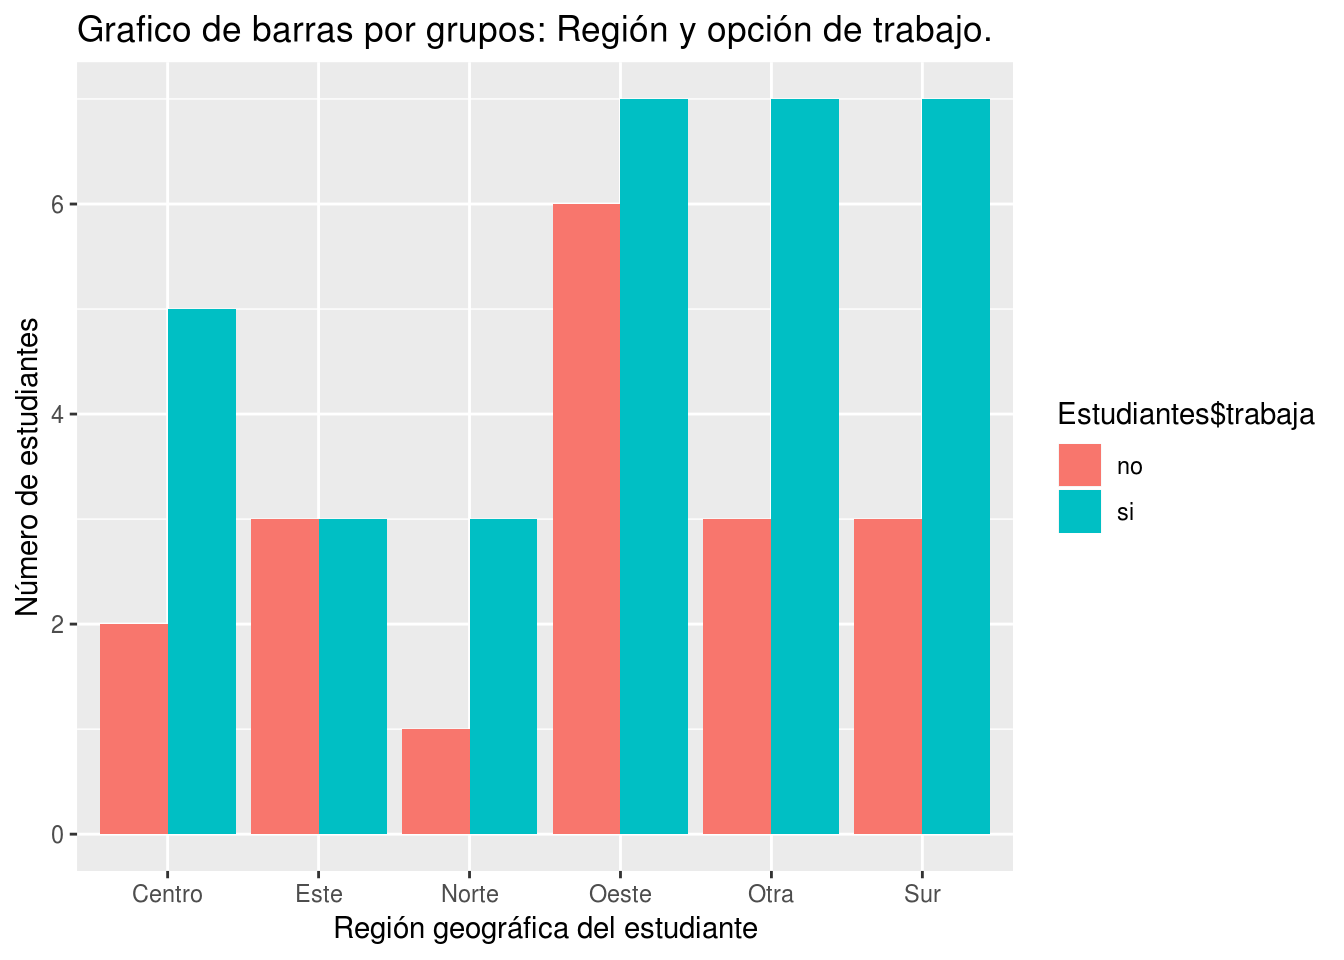 Grafico de barras por grupos: Región y opción de trabajo.
Número de estudiantes
6
4
2
0
Centro Este Norte Oeste Otra Sur
Región geográfica del estudiante
Estudiantes$trabaja
no
si